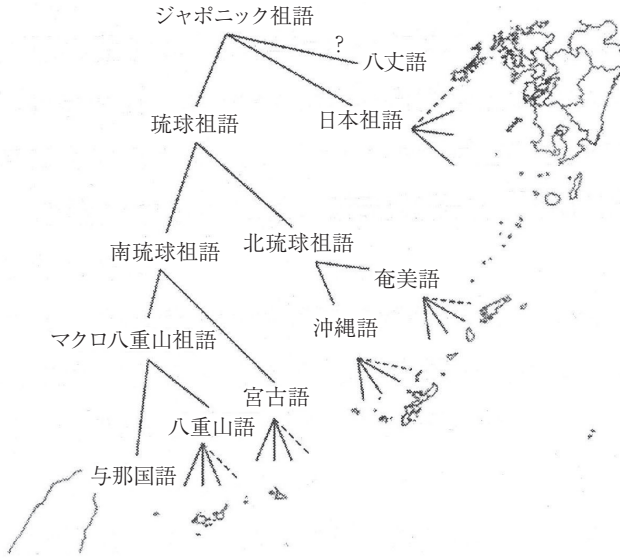 ジャポニック祖語
?
八丈語
琉球祖語
日本祖語
南琉球祖語
北琉球祖語
奄美語
マクロ八重山祖語
沖縄語
宮古語
八重山語
与那国語